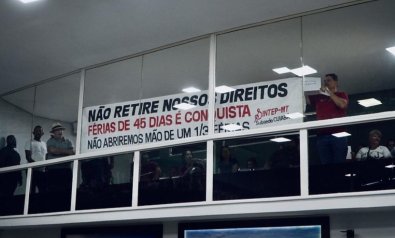 NÃO RETIRE NOSSOS DIREITOS
FÉRIAS DE 45 DIAS É CONQUISTA
NÃO ABRIREMOS MÃO DE UM 1/3 FÉRIAS
SINTEP-MT